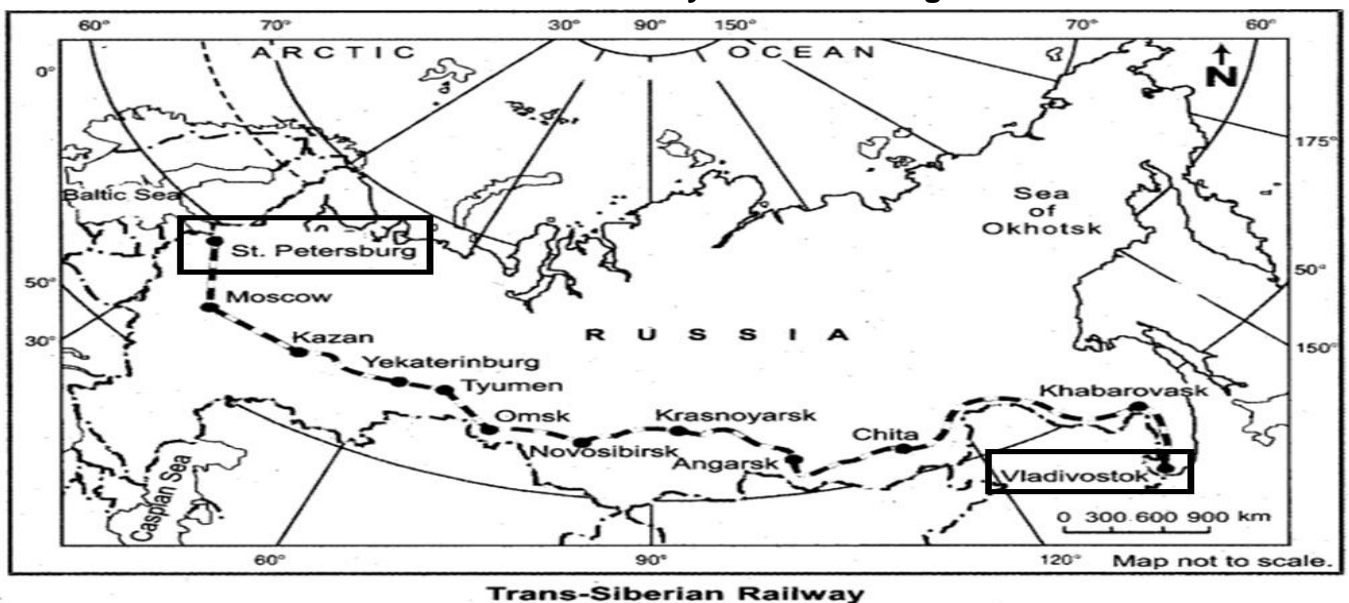 60° 70° 30° 90° 150° 70° 60°
ARCTIC OCEAN
0°
N
175°
Baltic Sea
Sea
of
Okhotsk
St. Petersburg
50°
50°
Moscow
30°
Kazan
RUSSIA
150°
Yekaterinburg
Tyumen
Khabarovask
Omsk
Krasnoyarsk
Novosibirsk
Chita
Angarsk
Vladivostok
Caspian Sea
0 300 600 900 km
60° 90° 120° Map not to scale.
Trans-Siberian Railway